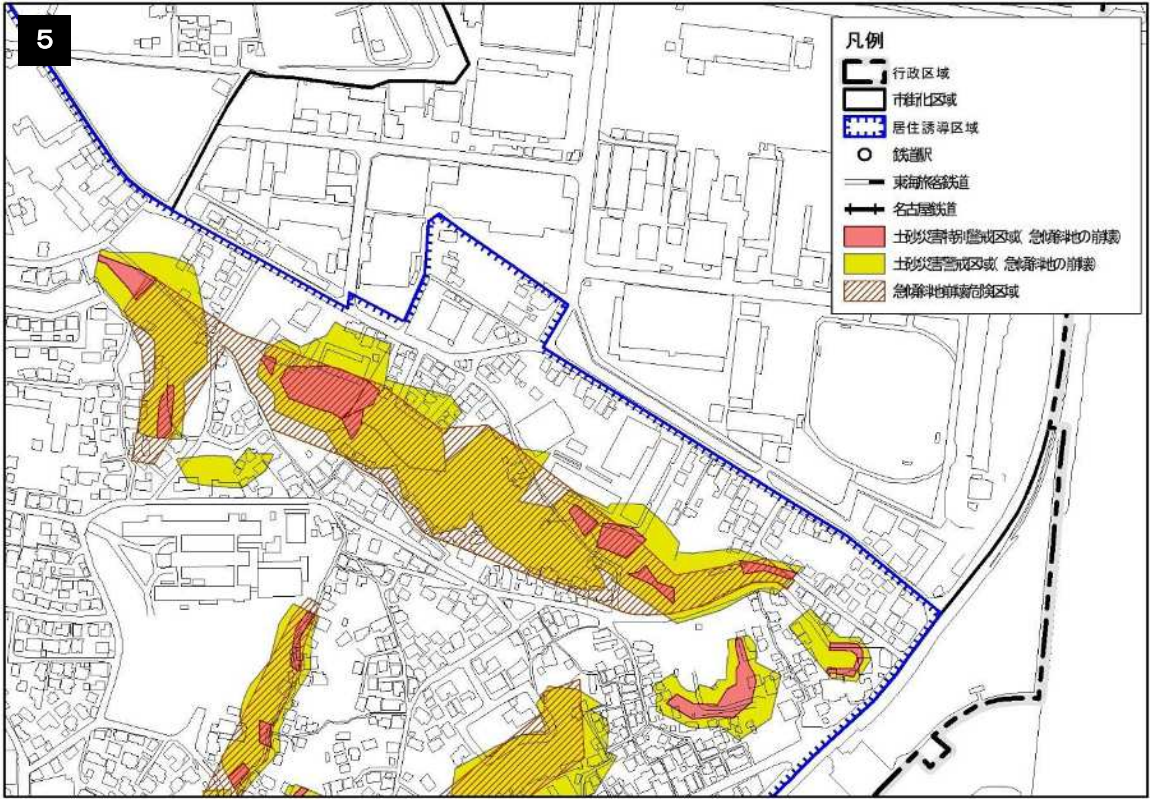 5
凡例
行政区域
市街化区域
居住誘導区域
鉄道駅
東海旅客鉄道
名古屋鉄道
土砂災害特別警戒区域(急傾斜地の崩壊)
土砂災害警戒区域(急傾斜地の崩壊)
急傾斜地崩壊危険区域